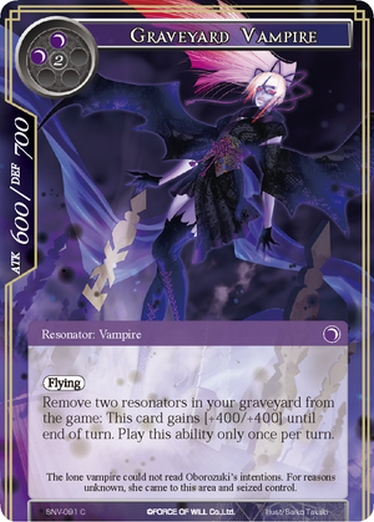 Graveyard Vampire
2
ATK 600 / DEF 700
Resonator: Vampire
Flying
Remove two resonators in your graveyard from
the game: This card gains [+400/+400] until
end of turn. Play this ability only once per turn.
The lone vampire could not read Oborozuki's intentions. For reasons
unknown, she came to this area and seized control.
SNV-091 C
©FORCE OF WILL Co.,Ltd.
Illust/